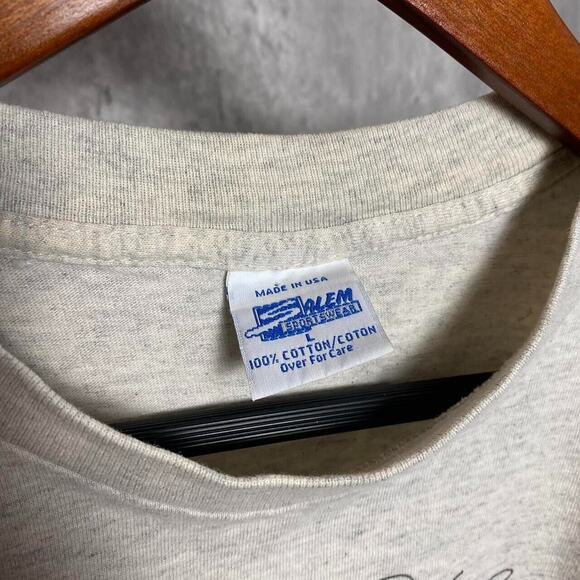 MADE IN USA
SALEM
SPORTSWEAR
L
100% COTTON/COTON
Over For Care